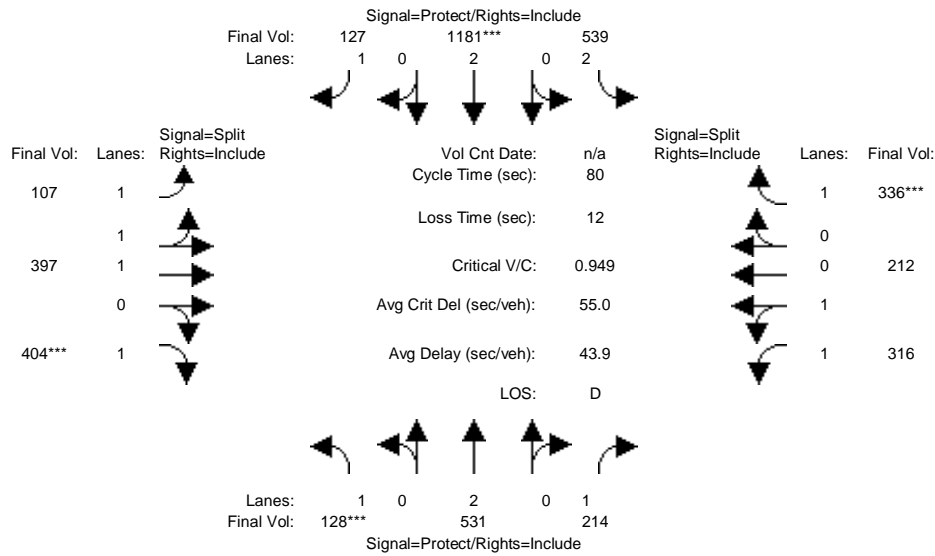 Signal=Protect/Rights=Include
Final Vol: 127 1181*** 539
Lanes: 1 0 2 0 2
Signal=Split
Final Vol: Lanes: Rights=Include
Vol Cnt Date: n/a
Signal=Split
Rights=Include Lanes: Final Vol:
Cycle Time (sec): 80
107 1
1 336***
Loss Time (sec): 12
1
0
397 1
Critical V/C: 0.949
0 212
0
Avg Crit Del (sec/veh): 55.0
1
404*** 1
Avg Delay (sec/veh): 43.9
1 316
LOS: D
Lanes: 1 0 2 0 1
Final Vol: 128*** 531 214
Signal=Protect/Rights=Include